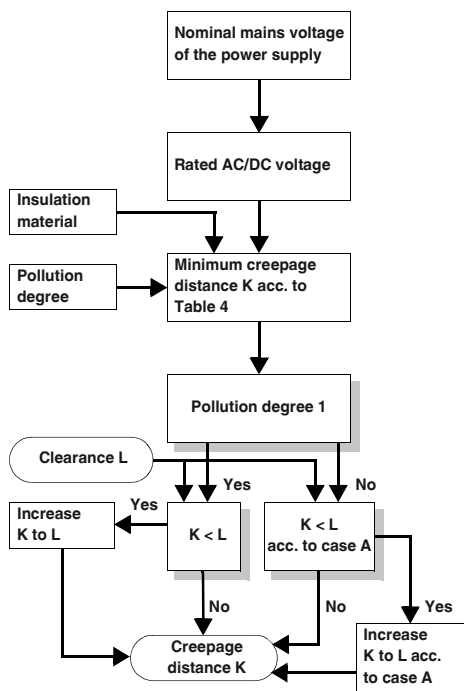 Nominal mains voltage
of the power supply
Rated AC/DC voltage
Insulation
material
Minimum creepage
distance K acc. to
Table 4
Pollution
degree
Pollution degree 1
Clearance L
Yes
No
Yes
Increase
K to L
K < L
K < L
acc. to case A
No
No
Yes
Creepage
distance K
Increase
K to L acc.
to case A